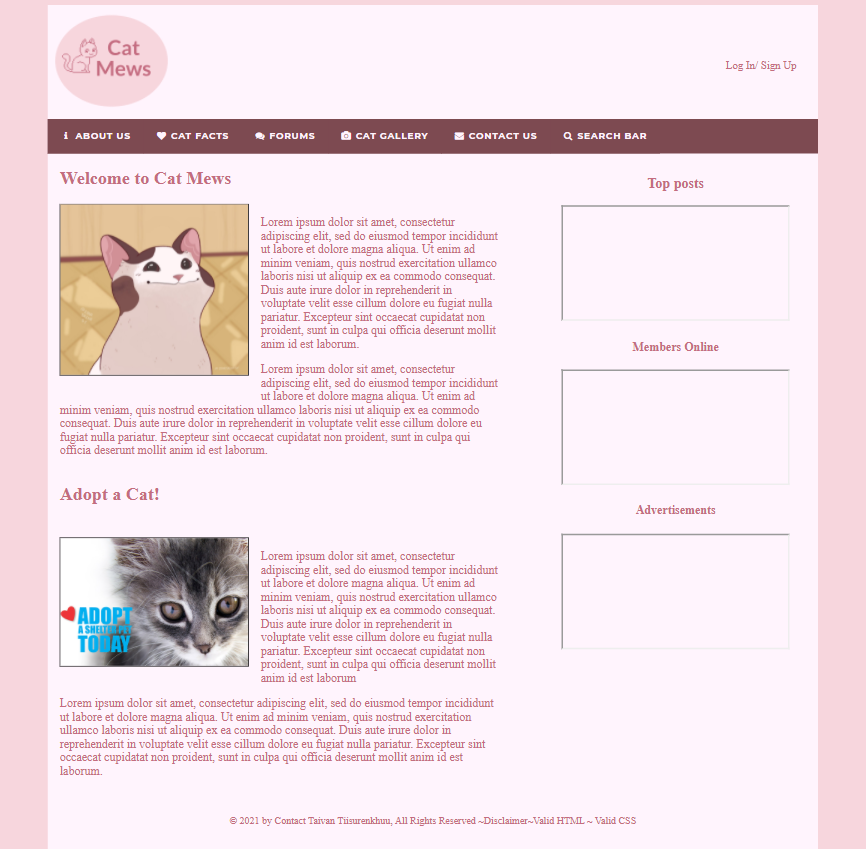 Cat
Mews
Log In/ Sign Up
ABOUT US CAT FACTS FORUMS CAT GALLERY CONTACT US SEARCH BAR
Welcome to Cat Mews
Lorem ipsum dolor sit amet, consectetur
adipiscing elit, sed do eiusmod tempor incididunt
ut labore et dolore magna aliqua. Ut enim ad
minim veniam, quis nostrud exercitation ullamco
laboris nisi ut aliquip ex ea commodo consequat.
Duis aute irure dolor in reprehenderit in
voluptate velit esse cillum dolore eu fugiat nulla
pariatur. Excepteur sint occaecat cupidatat non
proident, sunt in culpa qui officia deserunt mollit
anim id est laborum.
Lorem ipsum dolor sit amet, consectetur
adipiscing elit, sed do eiusmod tempor incididunt
ut labore et dolore magna aliqua. Ut enim ad
minim veniam, quis nostrud exercitation ullamco laboris nisi ut aliquip ex ea commodo
consequat. Duis aute irure dolor in reprehenderit in voluptate velit esse cillum dolore eu
fugiat nulla pariatur. Excepteur sint occaecat cupidatat non proident, sunt in culpa qui
officia deserunt mollit anim id est laborum.
Adopt a Cat!
ADOPT
A SHELTER PET
TODAY
Lorem ipsum dolor sit amet, consectetur
adipiscing elit, sed do eiusmod tempor incididunt
ut labore et dolore magna aliqua. Ut enim ad
minim veniam, quis nostrud exercitation ullamco
laboris nisi ut aliquip ex ea commodo consequat.
Duis aute irure dolor in reprehenderit in
voluptate velit esse cillum dolore eu fugiat nulla
pariatur. Excepteur sint occaecat cupidatat non
proident, sunt in culpa qui officia deserunt mollit
anim id est laborum
Lorem ipsum dolor sit amet, consectetur adipiscing elit, sed do eiusmod tempor incididunt
ut labore et dolore magna aliqua. Ut enim ad minim veniam, quis nostrud exercitation
ullamco laboris nisi ut aliquip ex ea commodo consequat. Duis aute irure dolor in
reprehenderit in voluptate velit esse cillum dolore eu fugiat nulla pariatur. Excepteur sint
occaecat cupidatat non proident, sunt in culpa qui officia deserunt mollit anim id est
laborum.
Top posts
Members Online
Advertisements
© 2021 by Contact Taivan Tiisurenkhuu, All Rights Reserved ~Disclaimer~Valid HTML ~ Valid CSS